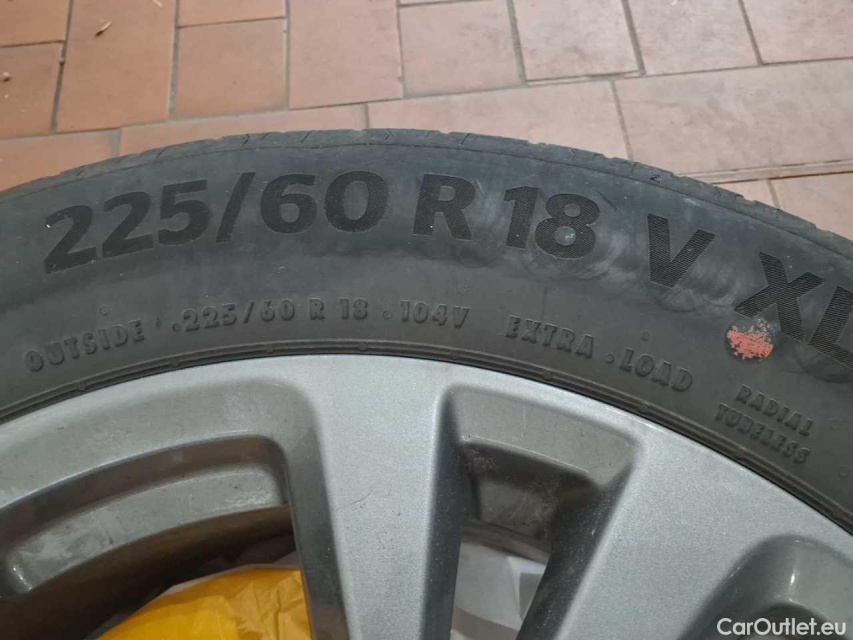 225/60 R 18 V XL
OUTSIDE .225/60 R 18 . 104V EXTRA . LOAD
RADIAL
TUBELESS
CarOutlet.eu